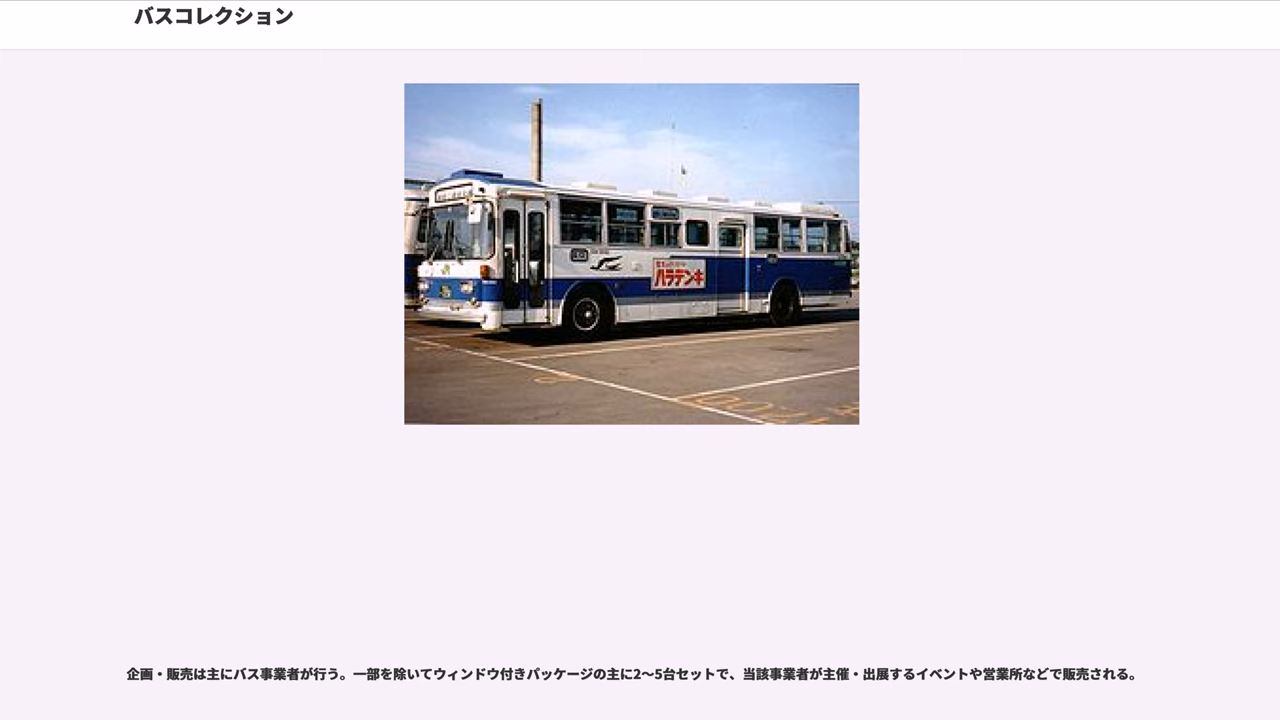 バスコレクション
ハラデンキ
企画・販売は主にバス事業者が行う。一部を除いてウィンドウ付きパッケージの主に2〜5台セットで、当該事業者が主催・出展するイベントや営業所などで販売される。